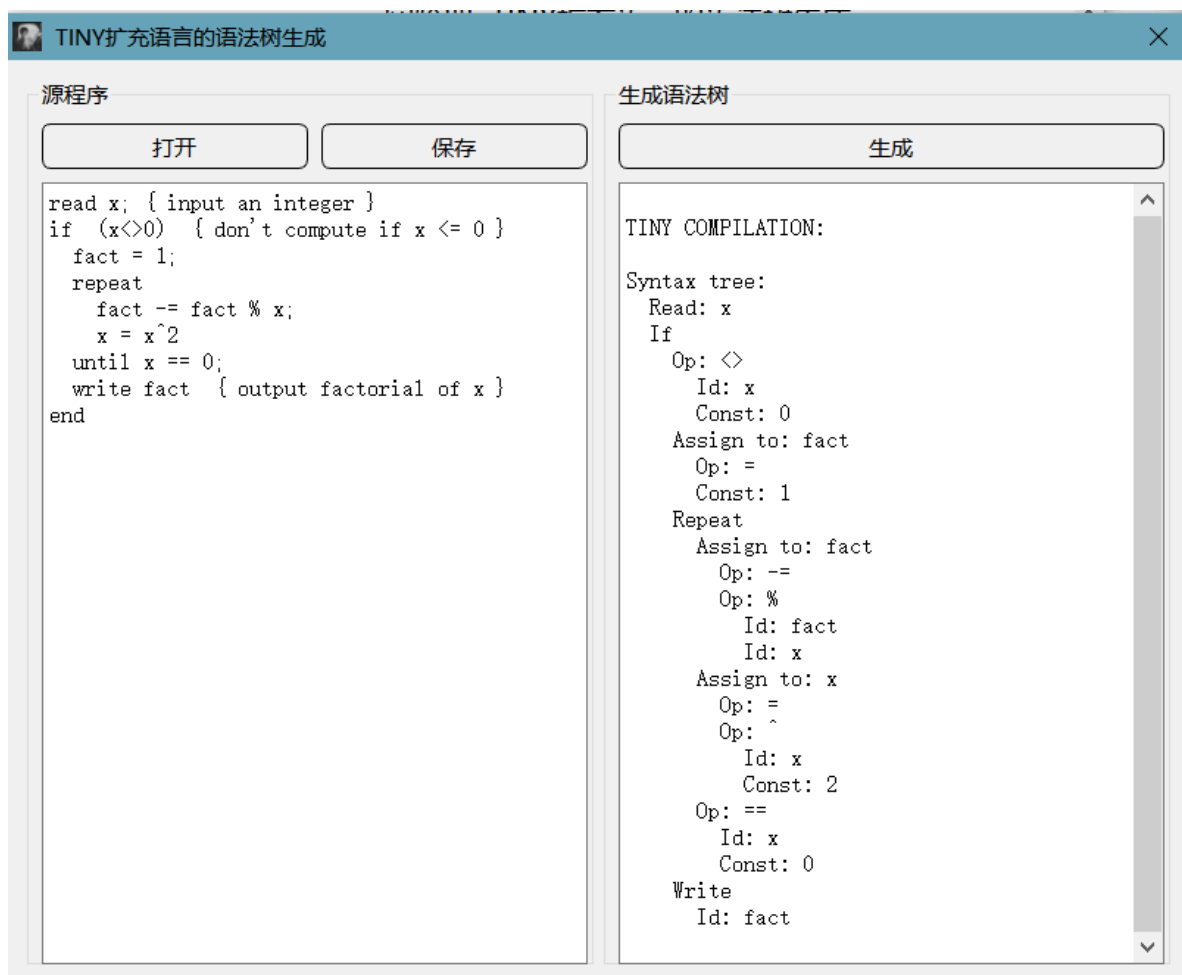 TINY扩充语言的语法树生成
源程序
打开
保存
read x; { input an integer }
if  (x<>0)  { don't compute if x <= 0 }
  fact = 1;
  repeat
    fact -= fact % x;
    x = x^2
  until x == 0;
  write fact  { output factorial of x }
end
生成语法树
生成
TINY COMPILATION:
Syntax tree:
  Read: x
  If
    Op: <>
      Id: x
      Const: 0
    Assign to: fact
      Op: =
      Const: 1
    Repeat
      Assign to: fact
        Op: -=
        Op: %
          Id: fact
          Id: x
      Assign to: x
        Op: =
        Op: ^
          Id: x
          Const: 2
      Op: ==
        Id: x
        Const: 0
    Write
      Id: fact